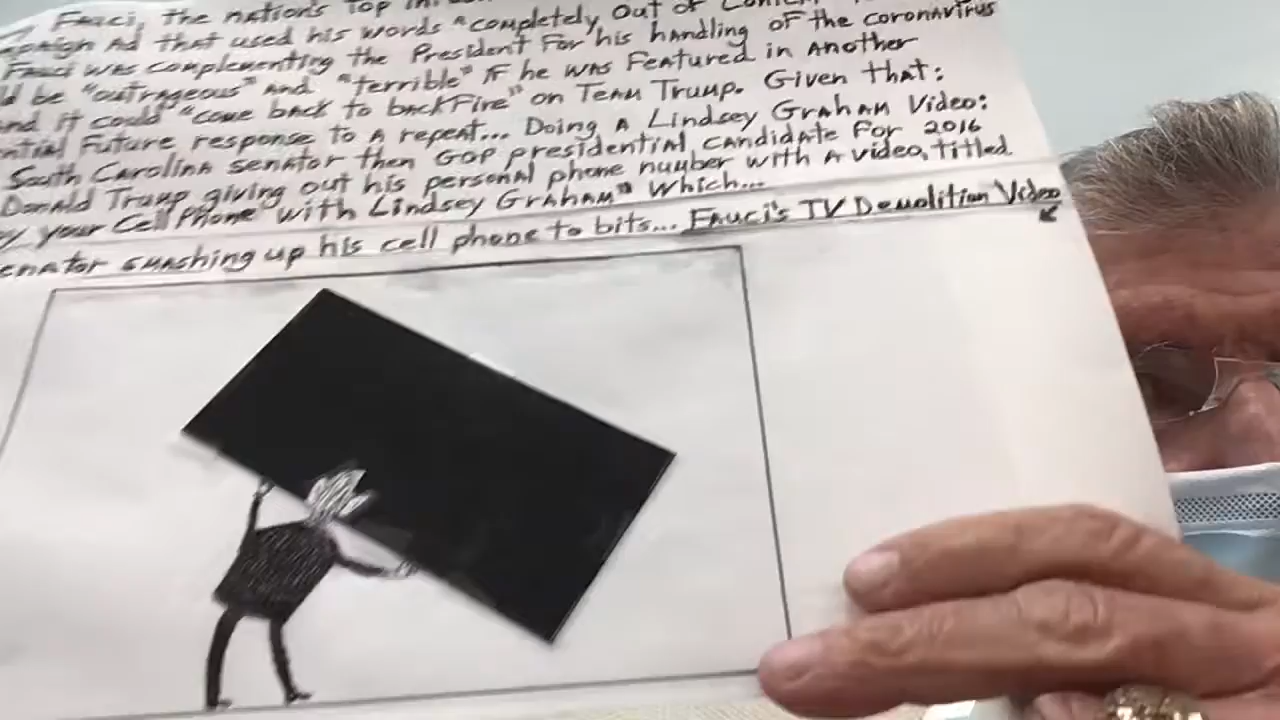 Fauci, the nation's Top
Ad that used his words "completely out of
Fauci was complementing the President For his handling oF the coronavirus
be "outrageous" and "terrible" iF he was Featured in Another
it could "come back to backFire" on Team Trump. Given that:
Future response to A repeat... Doing A Lindsey Graham Video:
South Carolina senator then GOP presidential candidate For 2016
Donald Trump giving out his personal phone number with A video, titled
your Cell Phone with Lindsey Graham" Which...
smashing up his cell phone to bits... Fauci's TV Demolition Video